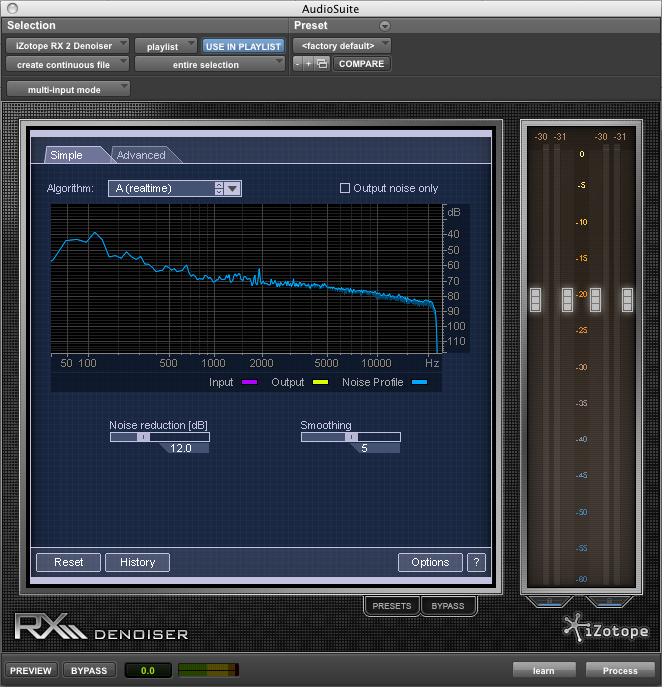 AudioSuite
Selection Preset
iZotope RX 2 Denoiser playlist USE IN PLAYLIST <factory default>
create continuous file entire selection - + COMPARE
multi-input mode
Simple Advanced
Algorithm: A (realtime) Output noise only
dB
-40
-50
-60
-70
-80
-90
-100
-110
50 100 500 1000 2000 5000 10000 Hz
Input Output Noise Profile
Noise reduction [dB] Smoothing
12.0 5
Reset History Options ?
-30 -31 -30 -31
0
-5
-10
-15
-20
-25
-30
-35
-40
-45
-50
-55
-60
PRESETS BYPASS
RX DENOISER iZotope
PREVIEW BYPASS 0.0 learn Process